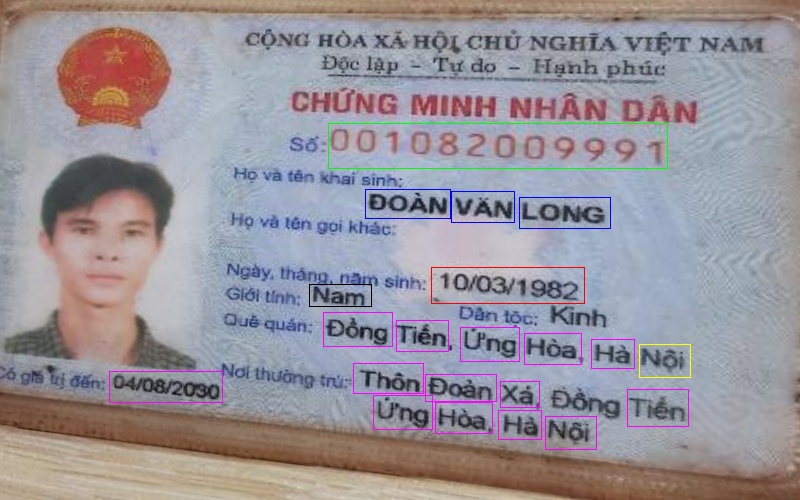 CỘNG HÒA XÃ HỘI CHỦ NGHĨA VIỆT NAM
Độc lập - Tự do - Hạnh phúc
CHỨNG MINH NHÂN DÂN
Số: 001082009991
Họ và tên khai sinh:
ĐOÀN VĂN LONG
Họ và tên gọi khác:
Ngày, tháng, năm sinh: 10/03/1982
Giới tính: Nam Dân tộc: Kinh
Quê quán: Đồng Tiến, Ứng Hòa, Hà Nội
Có giá trị đến: 04/08/2030
Nơi thường trú: Thôn Đoàn Xá, Đồng Tiến
Ứng Hòa, Hà Nội